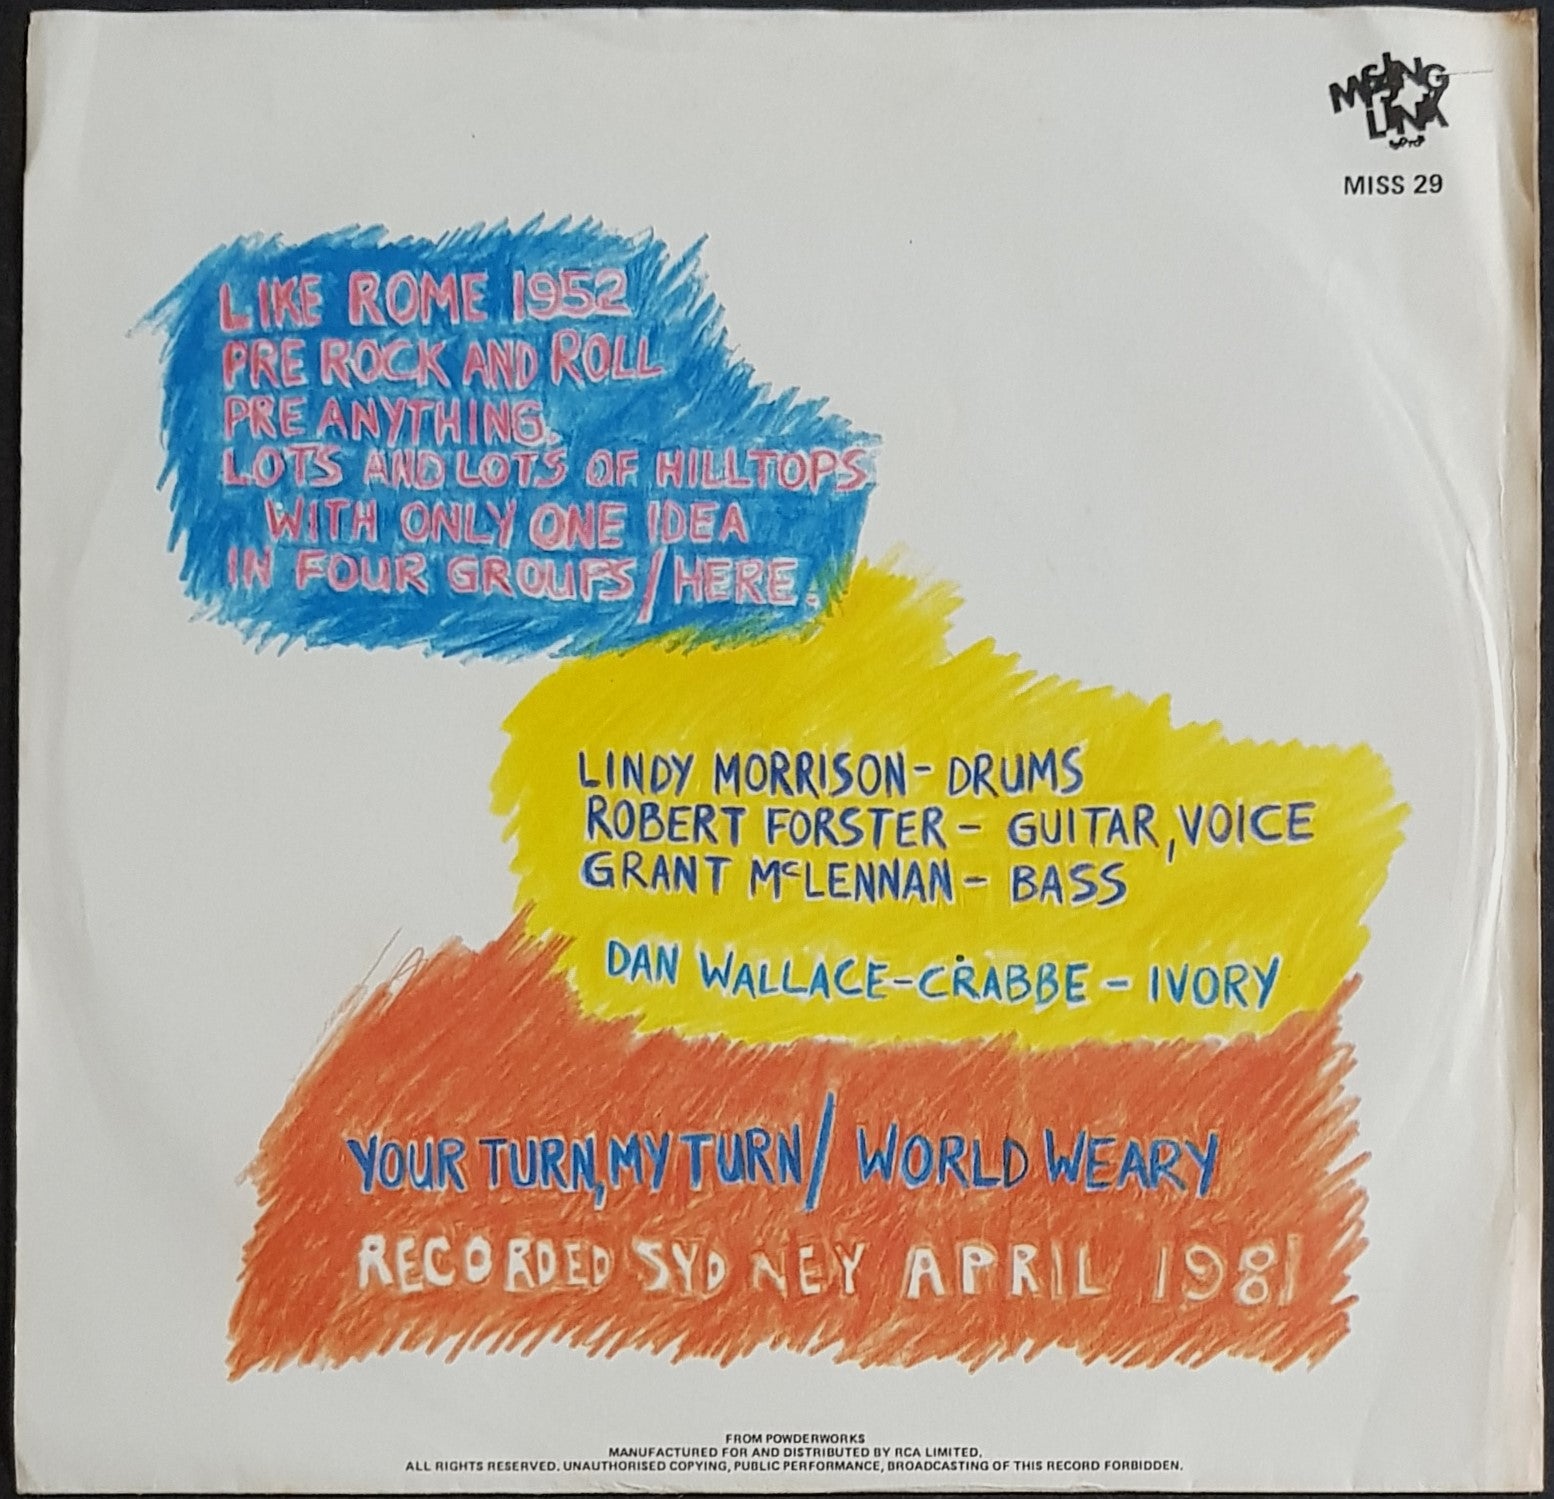 MISSING
LINK
MISS 29
LIKE ROME 1952
PRE ROCK AND ROLL
PRE ANYTHING.
LOTS AND LOTS OF HILLTOPS
WITH ONLY ONE IDEA
IN FOUR GROUPS/HERE.
LINDY MORRISON - DRUMS
ROBERT FORSTER - GUITAR, VOICE
GRANT McLENNAN - BASS
DAN WALLACE-CRABBE - IVORY
YOUR TURN, MY TURN/ WORLD WEARY
RECORDED SYDNEY APRIL 1981
FROM POWDERWORKS
MANUFACTURED FOR AND DISTRIBUTED BY RCA LIMITED.
ALL RIGHTS RESERVED. UNAUTHORISED COPYING, PUBLIC PERFORMANCE, BROADCASTING OF THIS RECORD FORBIDDEN.